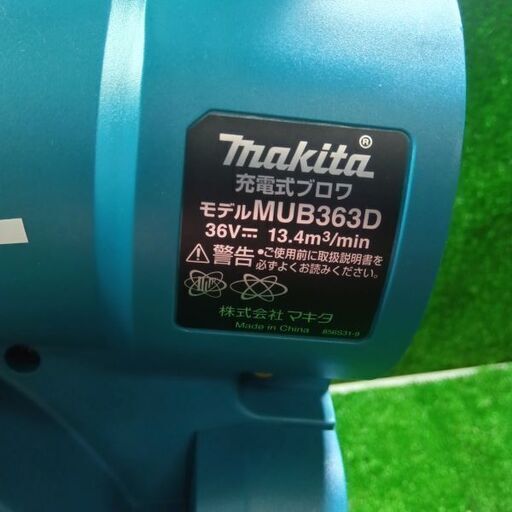 makita®
充電式ブロワ
モデルMUB363D
36V⎓ 13.4m³/min
⚠警告 •ご使用前に取扱説明書を
必ずよくお読みください。
株式会社 マキタ
Made in China 858S31-9